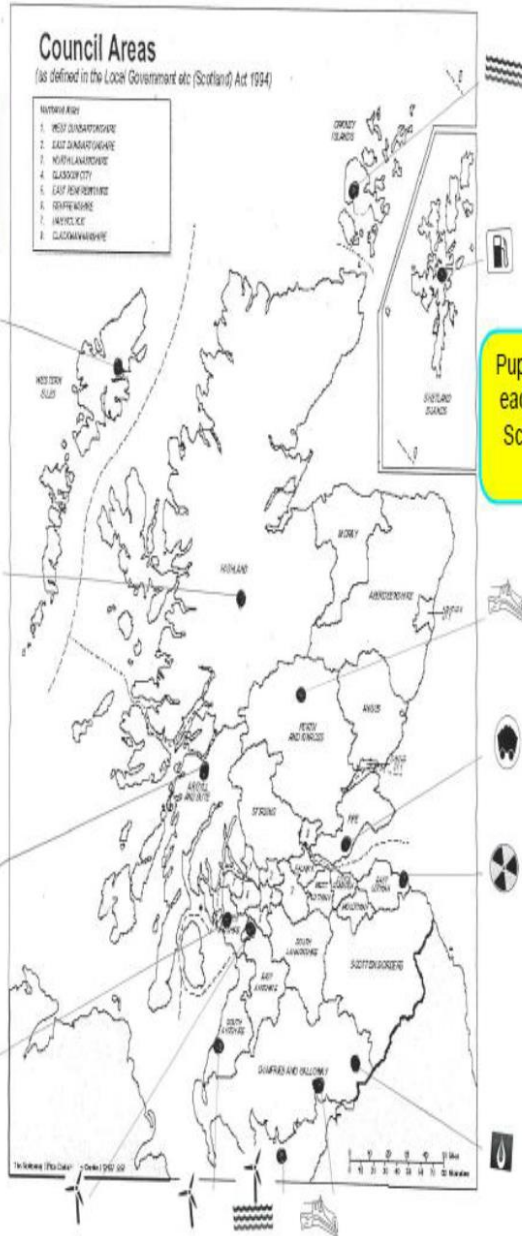 Council Areas
(as defined in the Local Government etc (Scotland) Act 1994)
1. WEST DUNBARTONSHIRE
2. EAST DUNBARTONSHIRE
3. NORTH LANARKSHIRE
4. GLASGOW CITY
5. EAST RENFREWSHIRE
6. RENFREWSHIRE
7. INVERCLYDE
8. CLACKMANNANSHIRE
ORKNEY
ISLANDS
WESTERN
ISLES
SHETLAND
ISLANDS
Pup
eac
Sc
MORAY
HIGHLAND
ABERDEENSHIRE
ANGUS
PERTH
AND KINROSS
ARGYLL
AND BUTE
STIRLING
FIFE
FALKIRK
WEST
LOTHIAN
EAST
LOTHIAN
MIDLOTHIAN
SOUTH
LANARKSHIRE
SCOTTISH BORDERS
EAST
AYRSHIRE
SOUTH
AYRSHIRE
DUMFRIES AND GALLOWAY